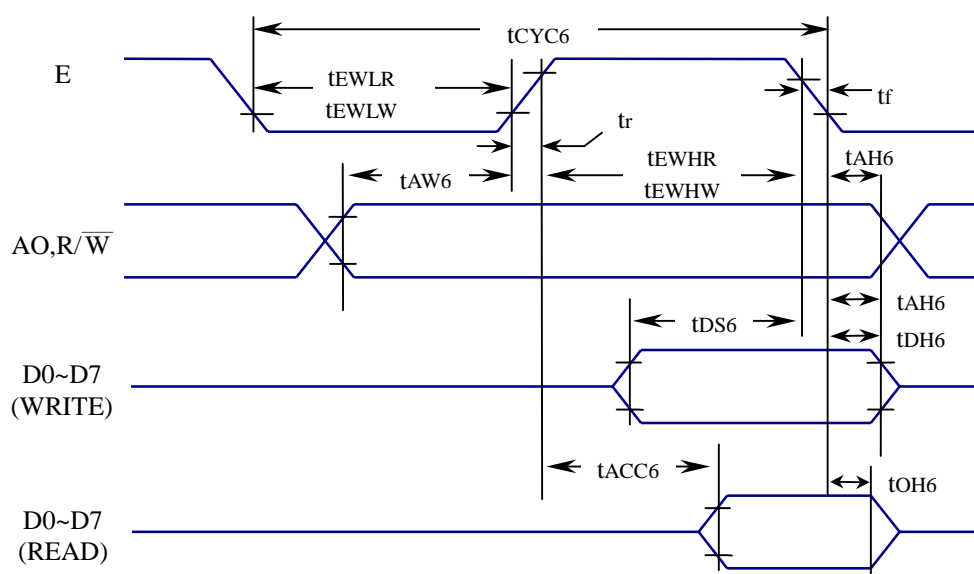 tCYC6
E
tEWLR
tEWLW
tf
tr
tEWHR
tEWHW
tAH6
tAW6
AO,R/W̅
tAH6
tDS6
tDH6
D0~D7
(WRITE)
tACC6
tOH6
D0~D7
(READ)